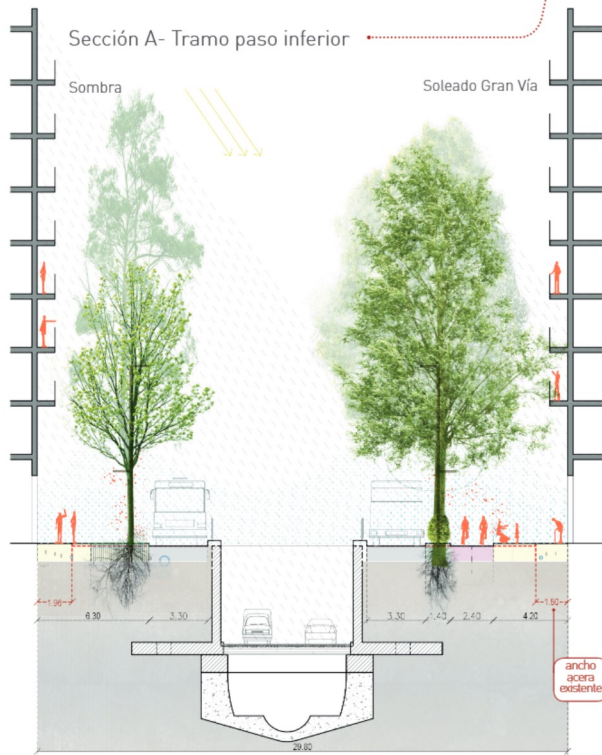 Sección A- Tramo paso inferior
Sombra
Soleado Gran Vía
1.98
1.80
6.30
3.30
3.30
1.40
2.40
4.20
ancho
acera
existente
29.80